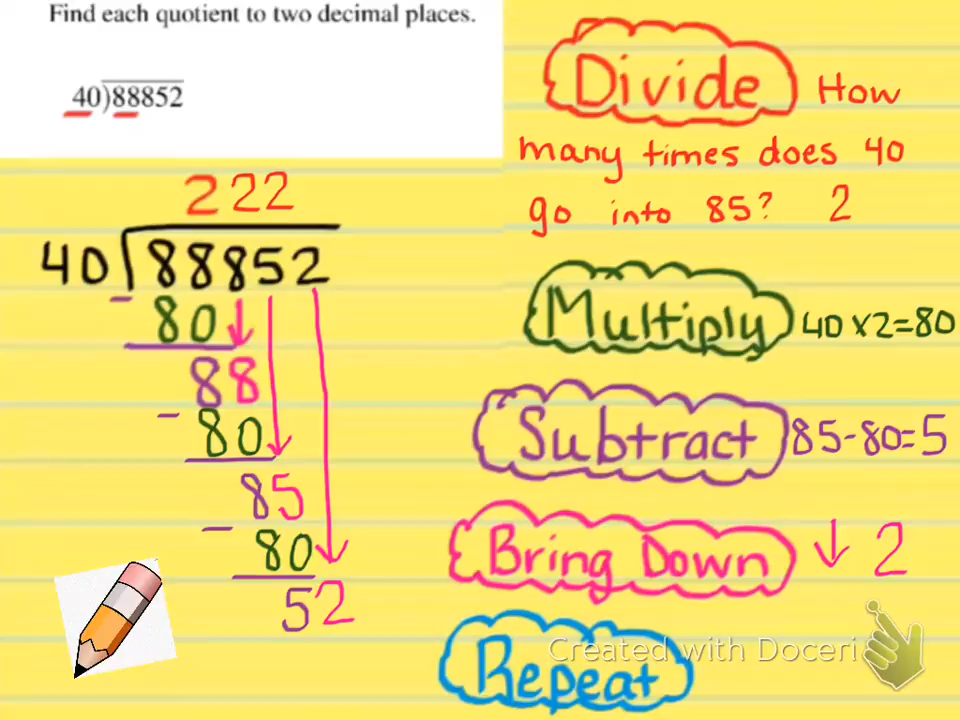 Find each quotient to two decimal places.
40)88852
222
40)88852
- 80
88
- 80
85
- 80
52
Divide How
many times does 40
go into 85? 2
Multiply 40 x 2 = 80
Subtract 85 - 80 = 5
Bring Down ↓ 2
Repeat
Created with Doceri